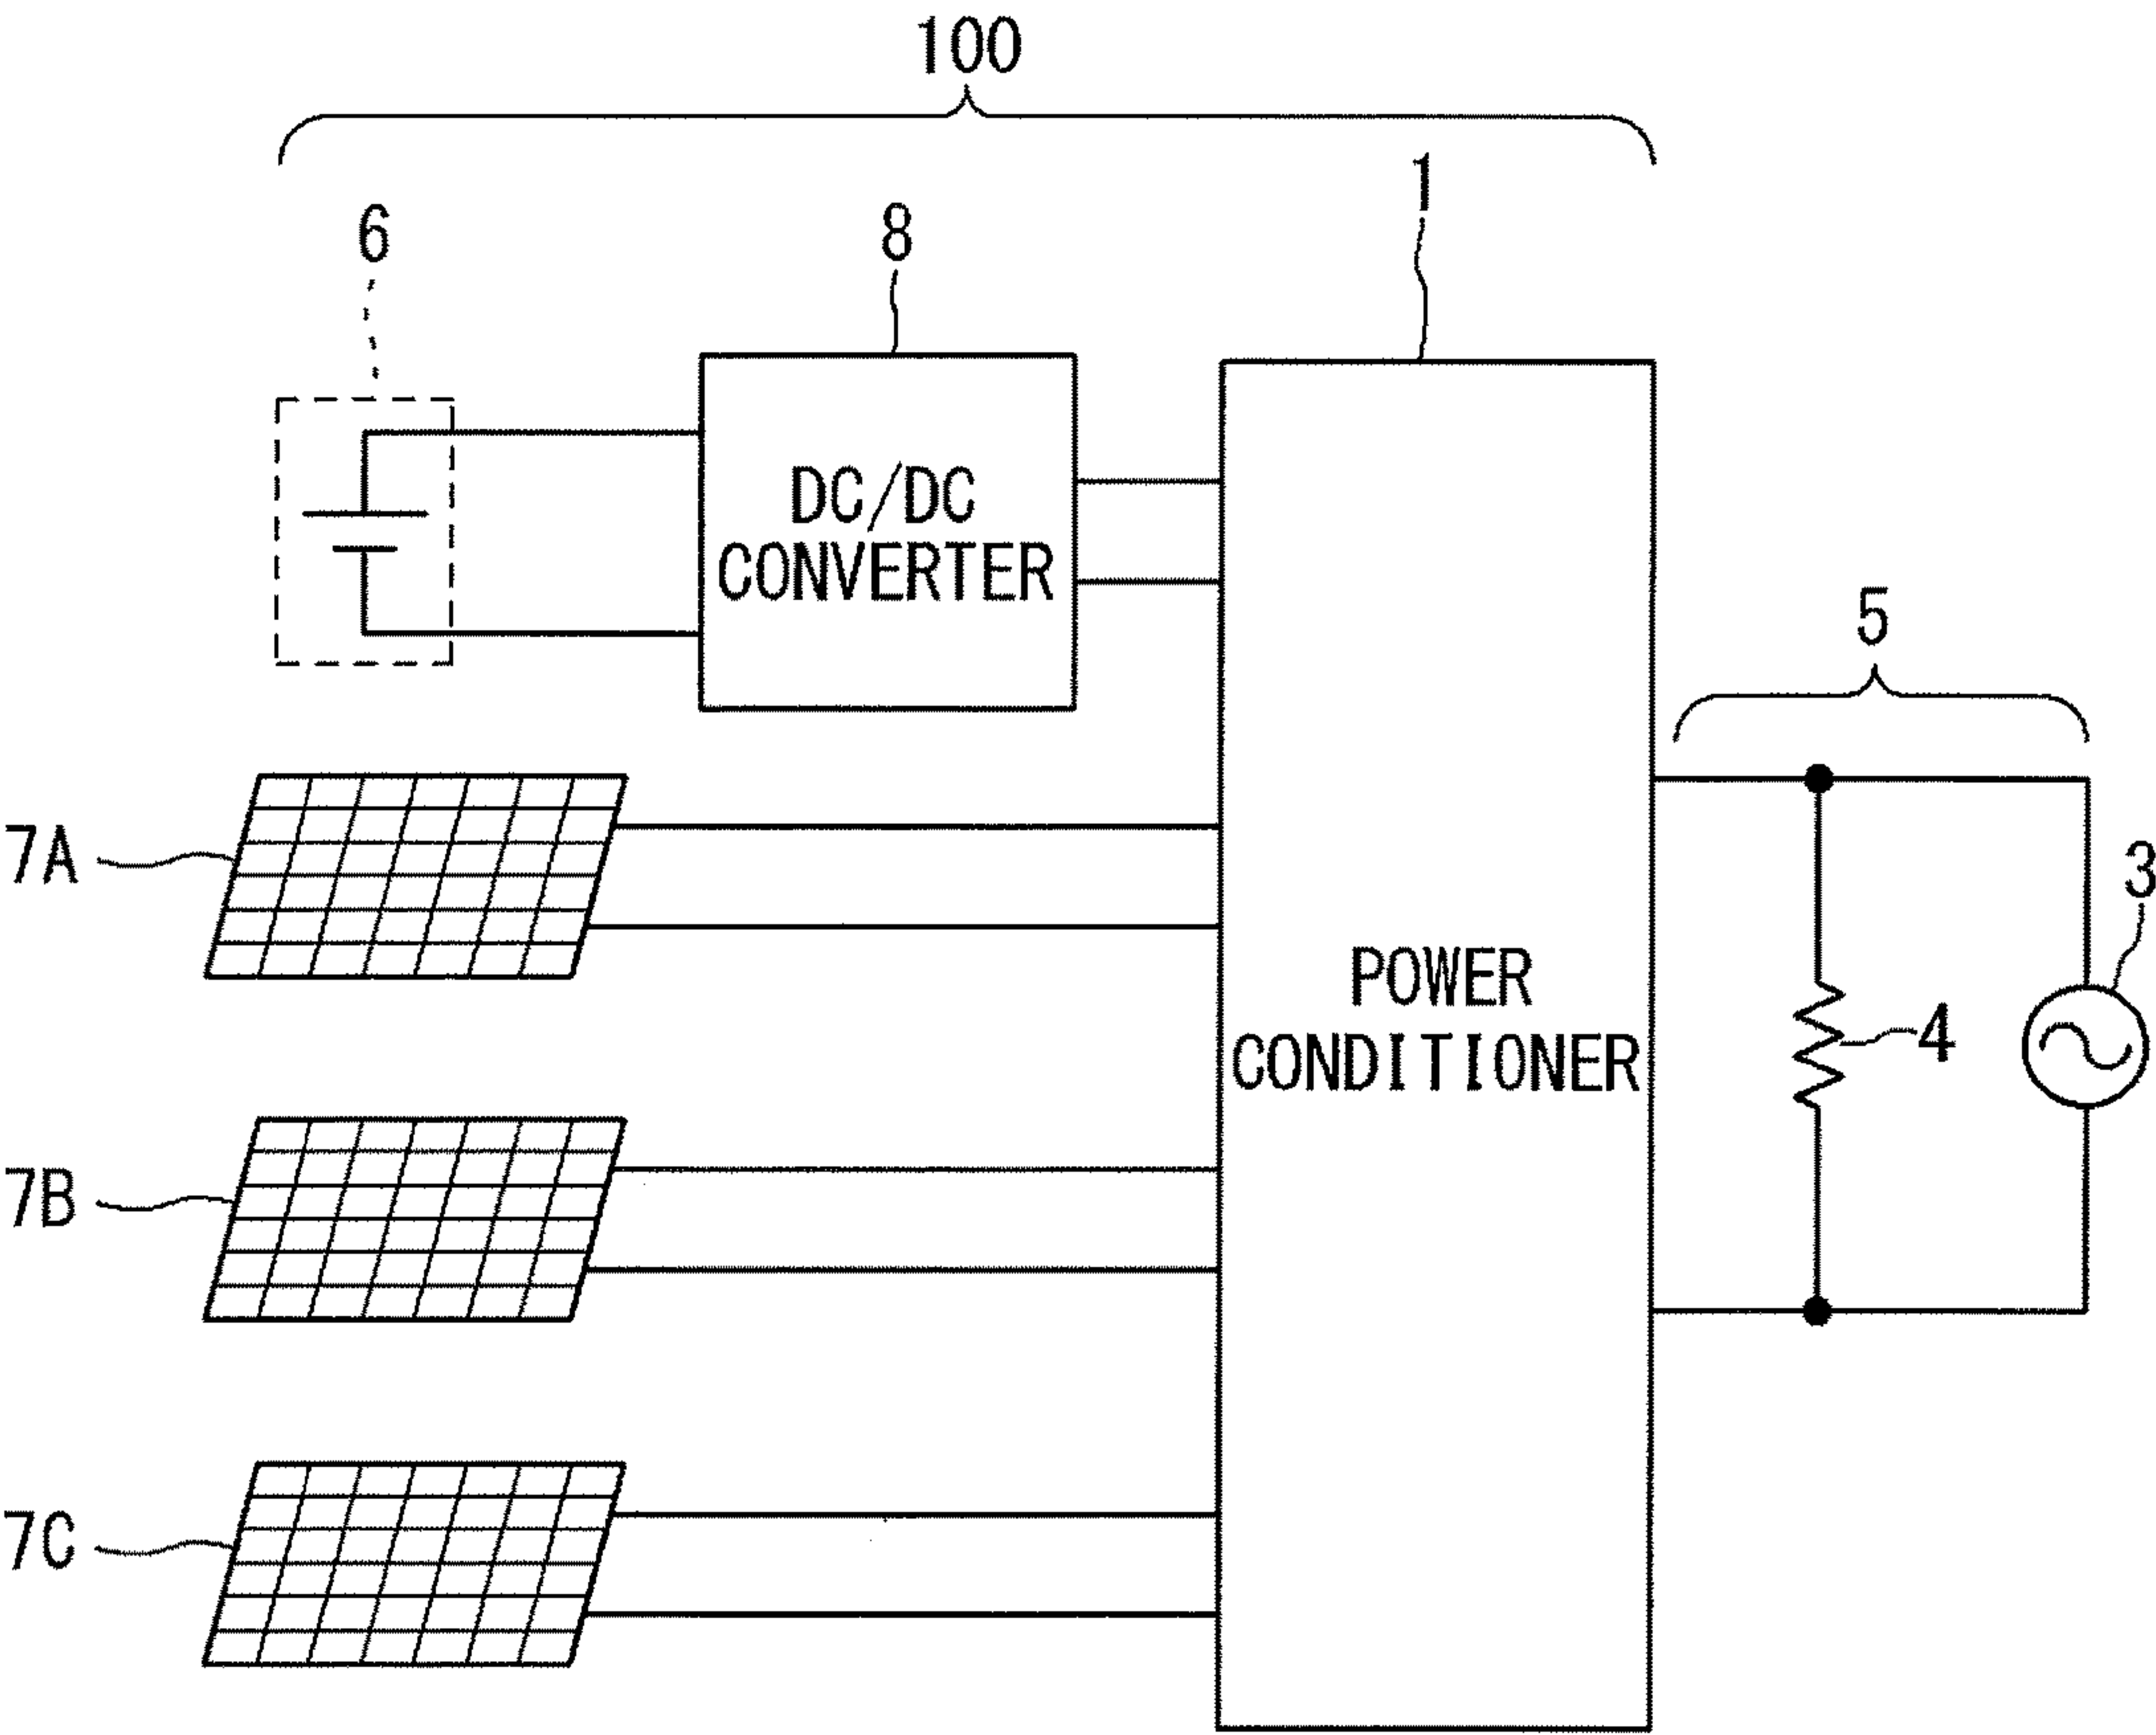 100
1
6
8
DC/DC
CONVERTER
5
7A
3
POWER
CONDITIONER
4
7B
7C